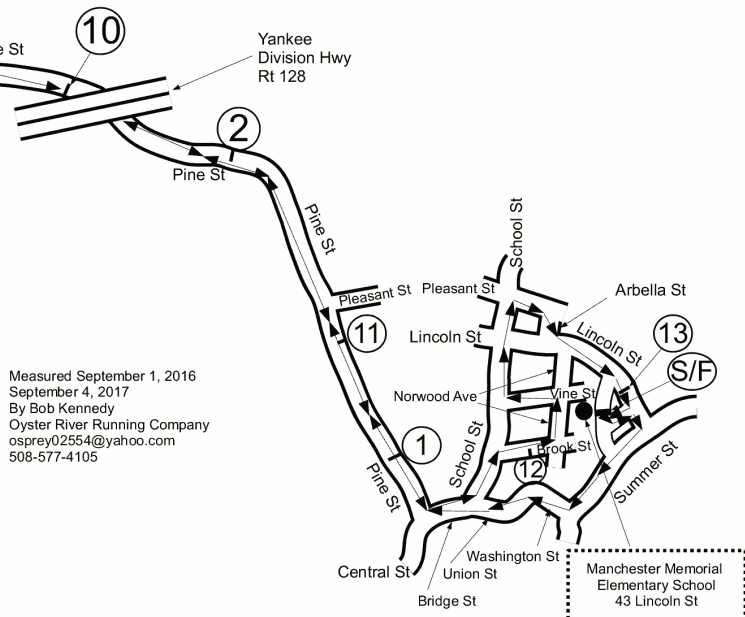 10
e St
Yankee
Division Hwy
Rt 128
2
Pine St
Pine St
School St
Pleasant St
Pleasant St
Arbella St
11
Lincoln St
Lincoln St
13
S/F
Measured September 1, 2016
September 4, 2017
By Bob Kennedy
Oyster River Running Company
osprey02554@yahoo.com
508-577-4105
Norwood Ave
Vine St
1
School St
Brook St
12
Pine St
Summer St
Washington St
Central St
Union St
Bridge St
Manchester Memorial
Elementary School
43 Lincoln St